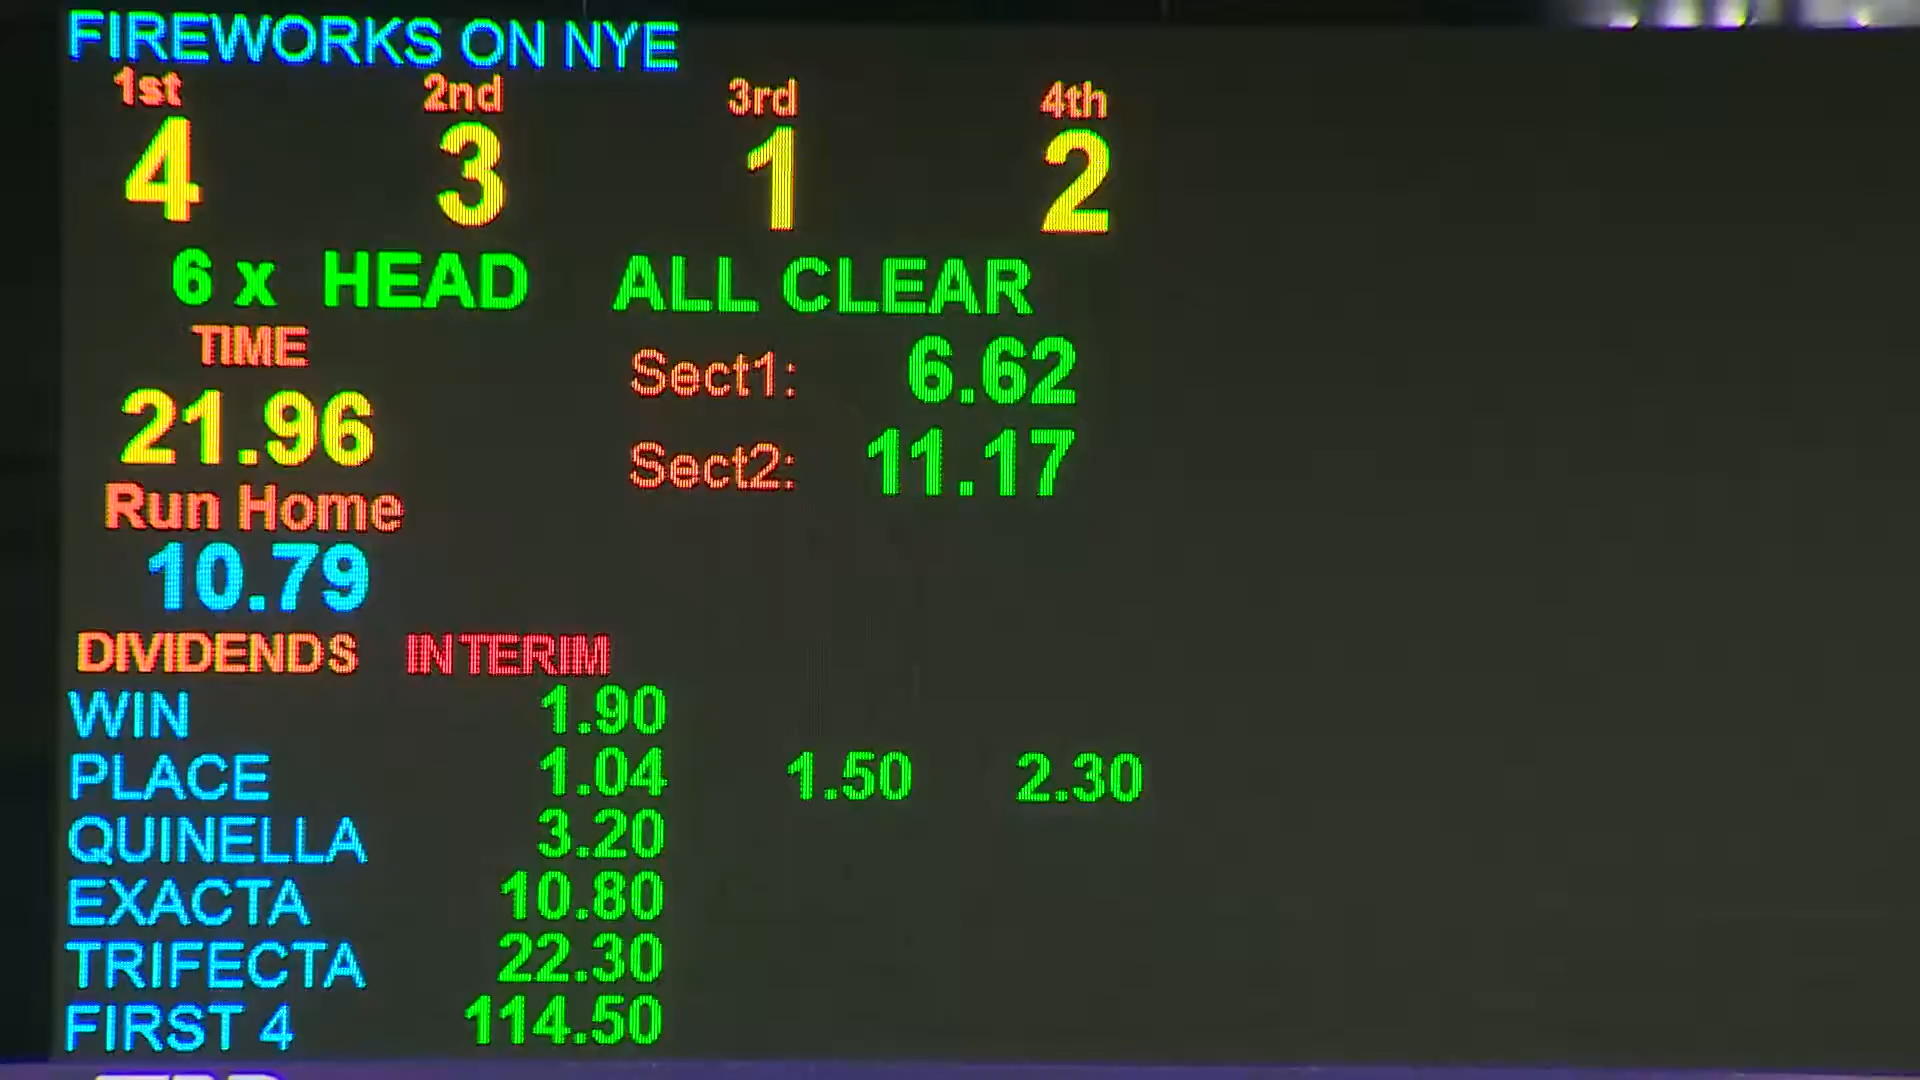 FIREWORKS ON NYE
1st 2nd 3rd 4th
4 3 1 2
6 x HEAD ALL CLEAR
TIME
Sect1: 6.62
21.96
Sect2: 11.17
Run Home
10.79
DIVIDENDS INTERIM
WIN 1.90
PLACE 1.04 1.50 2.30
QUINELLA 3.20
EXACTA 10.80
TRIFECTA 22.30
FIRST 4 114.50